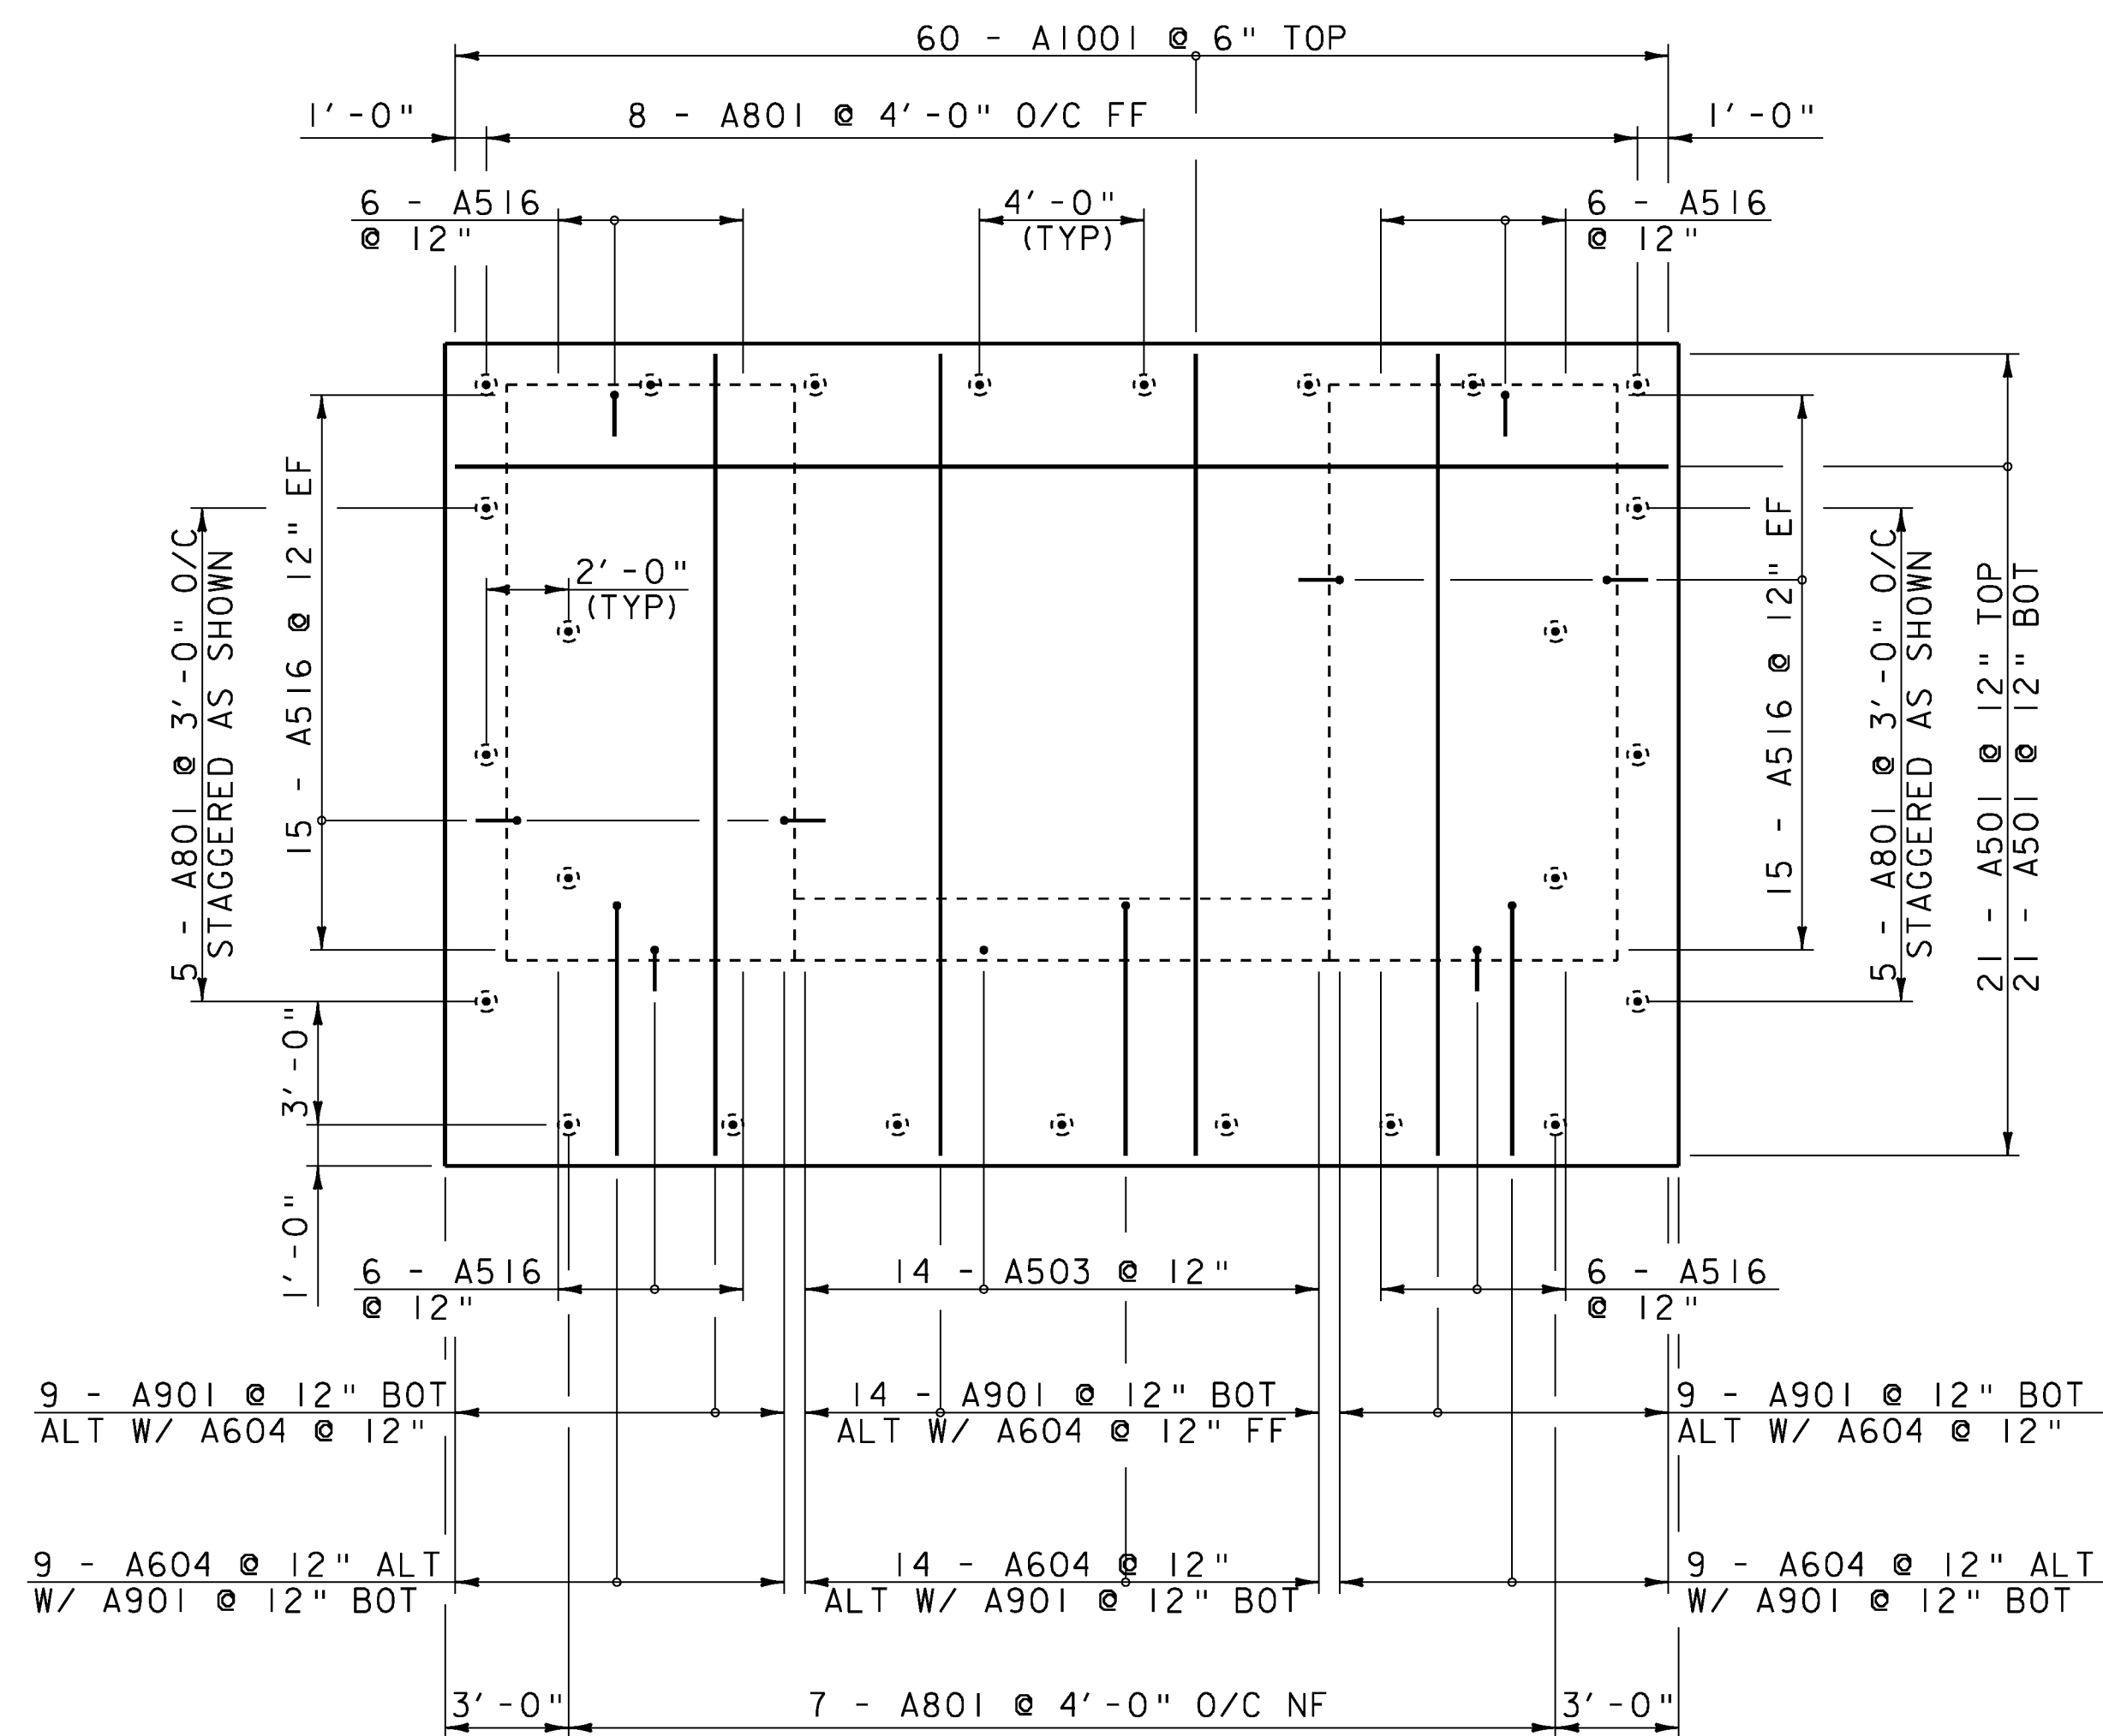 60 - A1001 @ 6" TOP
1'-0"
8 - A801 @ 4'-0" O/C FF
1'-0"
6 - A516
@ 12"
4'-0"
(TYP)
6 - A516
@ 12"
5 - A801 @ 3'-0" O/C
STAGGERED AS SHOWN
15 - A516 @ 12" EF
2'-0"
(TYP)
15 - A516 @ 12" EF
5 - A801 @ 3'-0" O/C
STAGGERED AS SHOWN
21 - A501 @ 12" TOP
21 - A501 @ 12" BOT
3'-0"
1'-0"
6 - A516
@ 12"
14 - A503 @ 12"
6 - A516
@ 12"
9 - A901 @ 12" BOT
ALT W/ A604 @ 12"
14 - A901 @ 12" BOT
ALT W/ A604 @ 12" FF
9 - A901 @ 12" BOT
ALT W/ A604 @ 12"
9 - A604 @ 12" ALT
W/ A901 @ 12" BOT
14 - A604 @ 12"
ALT W/ A901 @ 12" BOT
9 - A604 @ 12" ALT
W/ A901 @ 12" BOT
3'-0"
7 - A801 @ 4'-0" O/C NF
3'-0"